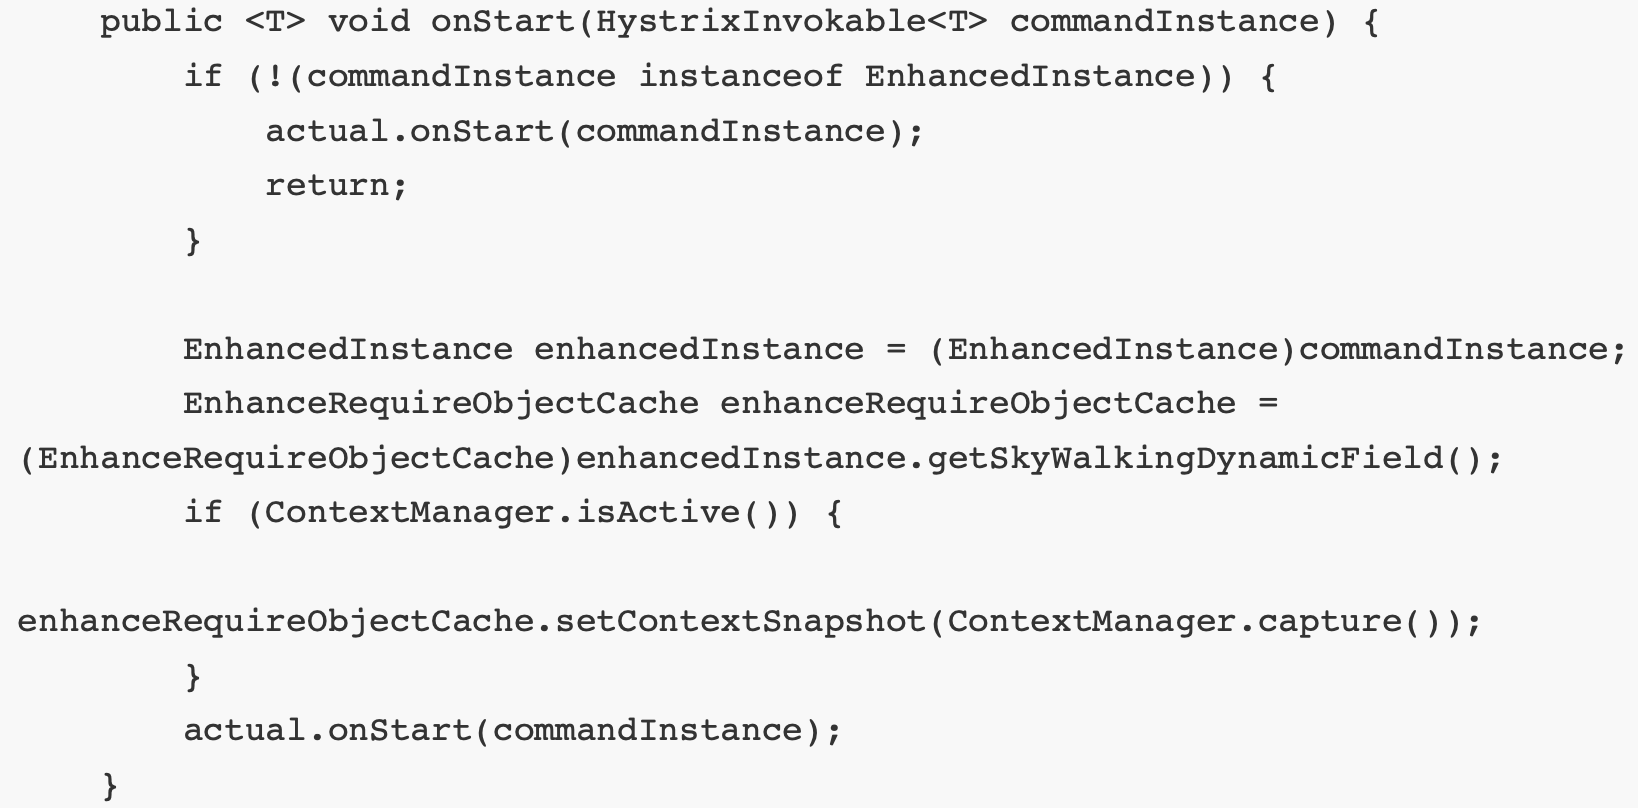 public <T> void onStart(HystrixInvokable<T> commandInstance) {
if (!(commandInstance instanceof EnhancedInstance)) {
actual.onStart(commandInstance);
return;
}
EnhancedInstance enhancedInstance = (EnhancedInstance)commandInstance;
EnhanceRequireObjectCache enhanceRequireObjectCache =
(EnhanceRequireObjectCache)enhancedInstance.getSkyWalkingDynamicField();
if (ContextManager.isActive()) {
enhanceRequireObjectCache.setContextSnapshot(ContextManager.capture());
}
actual.onStart(commandInstance);
}